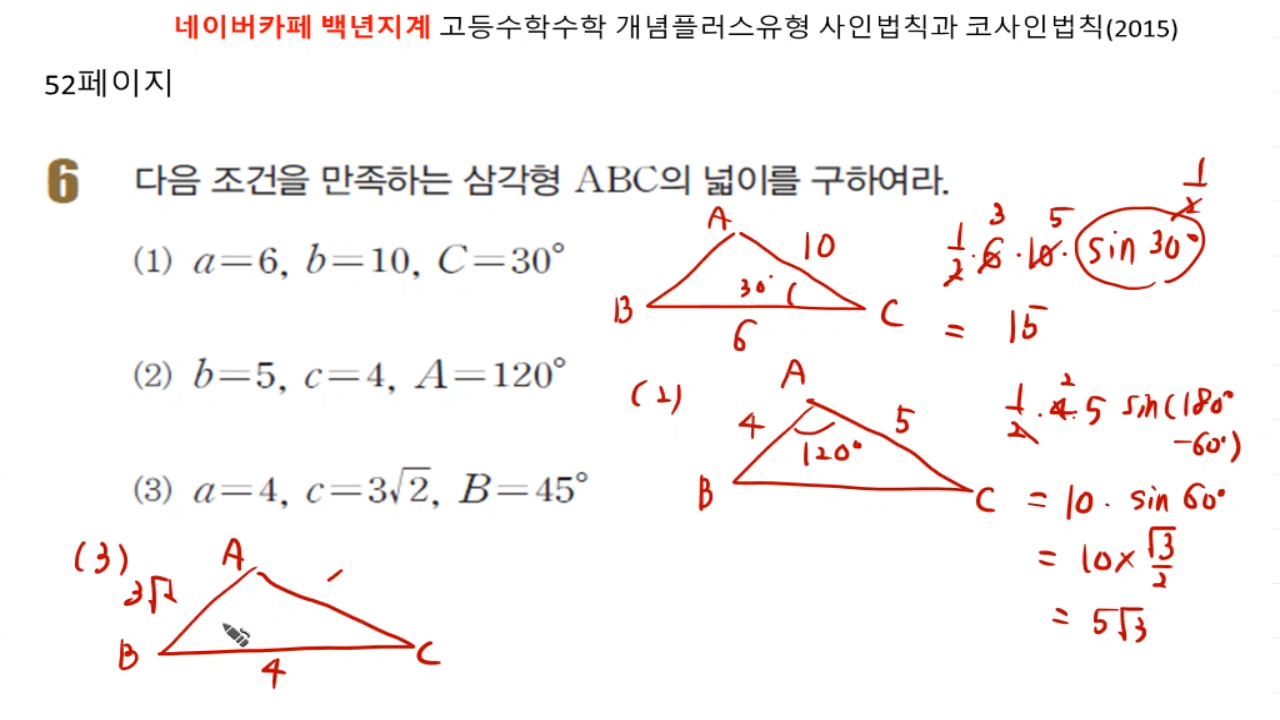 네이버카페 백년지계 고등수학수학 개념플러스유형 사인법칙과 코사인법칙(2015)
52페이지
6 다음 조건을 만족하는 삼각형 ABC의 넓이를 구하여라.
(1) a=6, b=10, C=30°
A
10
B
30°
C
6
1/2·6·10·sin 30°
3
5
1/2
= 15
(2) b=5, c=4, A=120°
(2)
A
4
5
120°
B
C
1/2·4·5 sin(180°
2
-60°)
= 10·sin 60°
= 10×√3/2
= 5√3
(3) a=4, c=3√2, B=45°
(3)
A
3√2
B
C
4